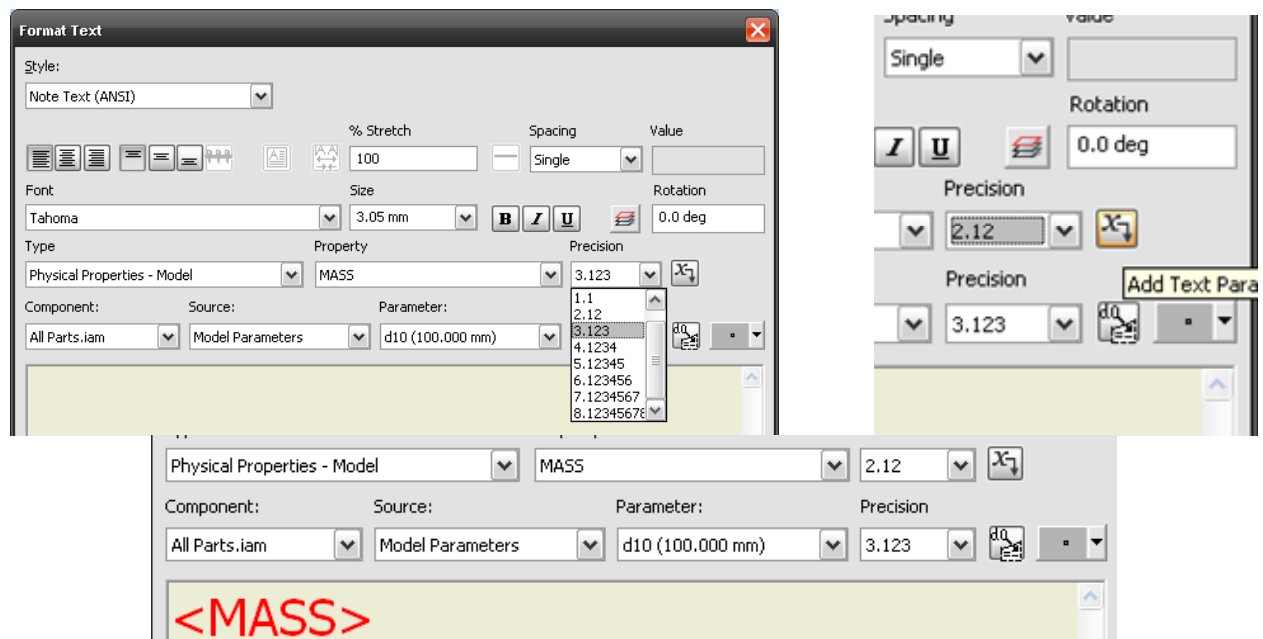 Format Text
Style:
Note Text (ANSI)
% Stretch Spacing Value
100 Single
Font Size Rotation
Tahoma 3.05 mm B I U 0.0 deg
Type Property Precision
Physical Properties - Model MASS 3.123
1.1
2.12
3.123
4.1234
5.12345
6.123456
7.1234567
8.12345678
Component: Source: Parameter:
All Parts.iam Model Parameters d10 (100.000 mm)
Spacing Value
Single
Rotation
I U 0.0 deg
Precision
2.12
Add Text Para
Precision
3.123
Physical Properties - Model MASS 2.12
Component: Source: Parameter: Precision
All Parts.iam Model Parameters d10 (100.000 mm) 3.123
<MASS>